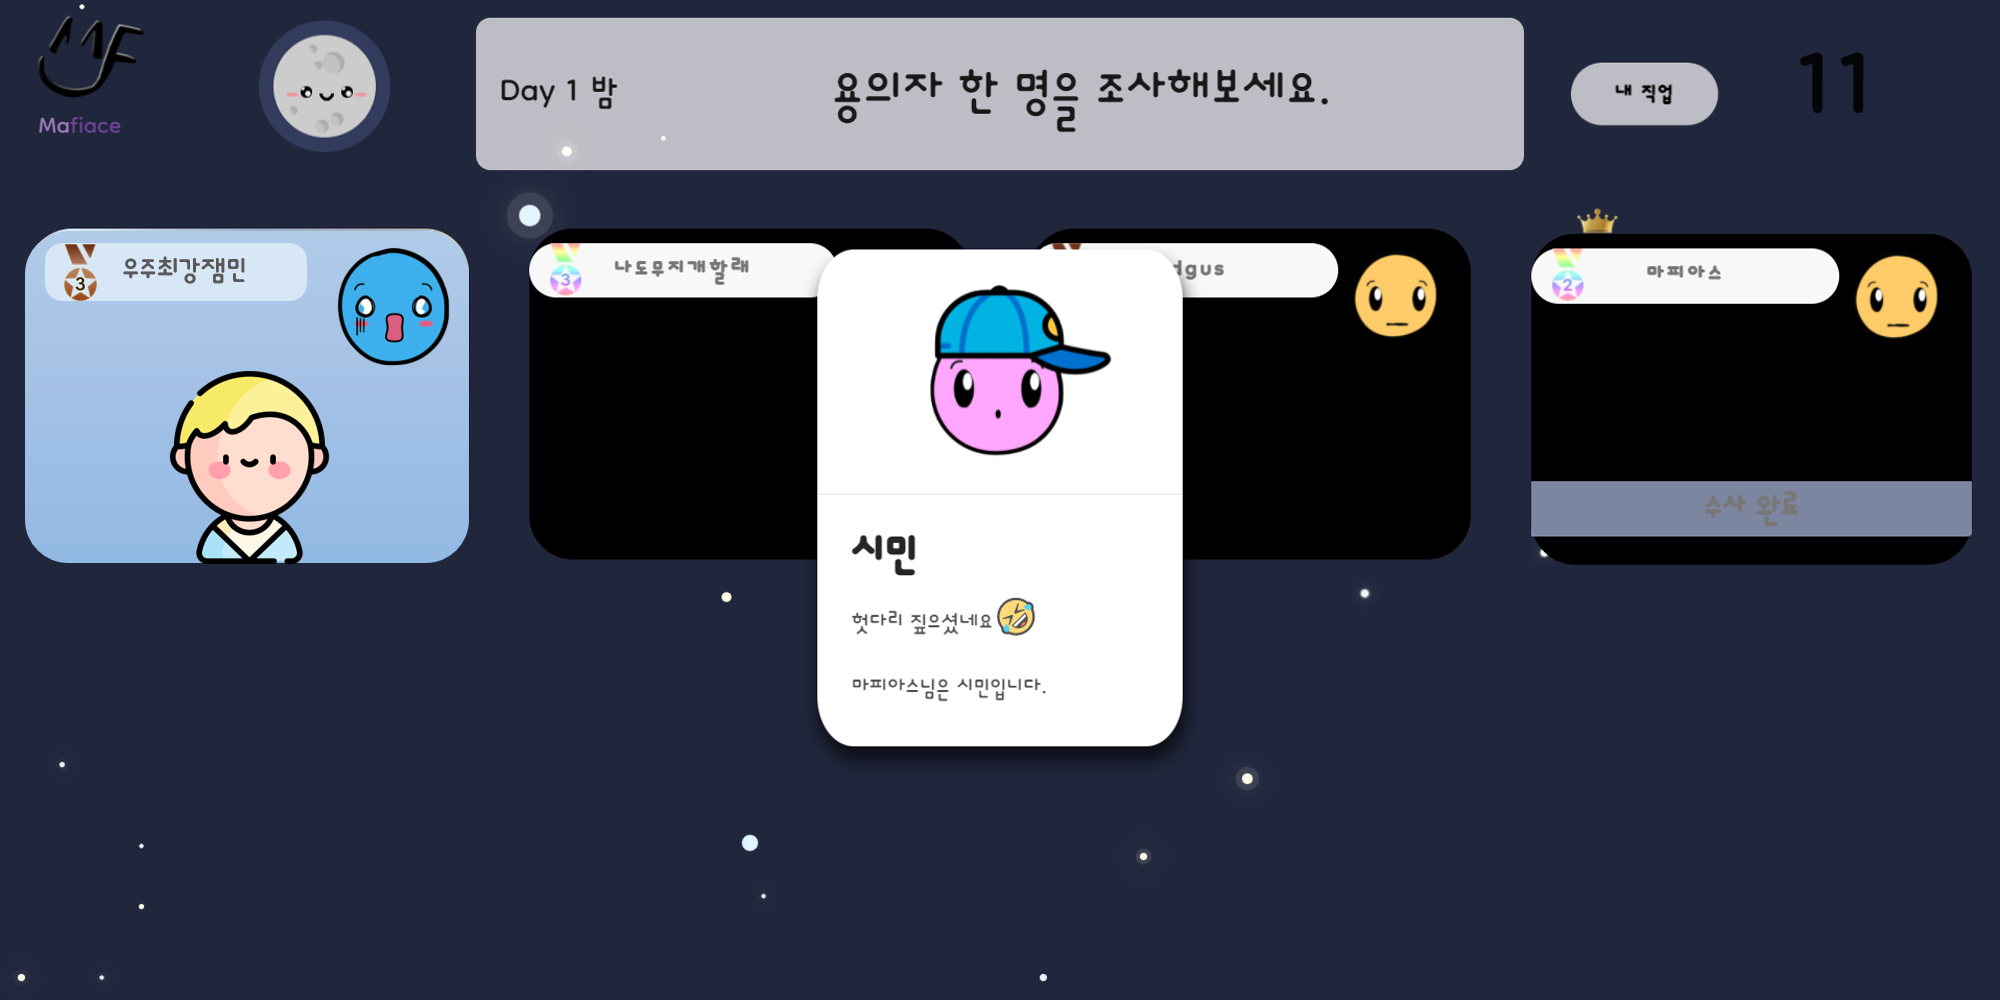 Mafiace
Day 1 밤
용의자 한 명을 조사해보세요.
내 직업
11
3
우주최강잼민
3
나도무지개할래
dgus
2
마피아스
수사 완료
시민
헛다리 짚으셨네요
마피아스님은 시민입니다.